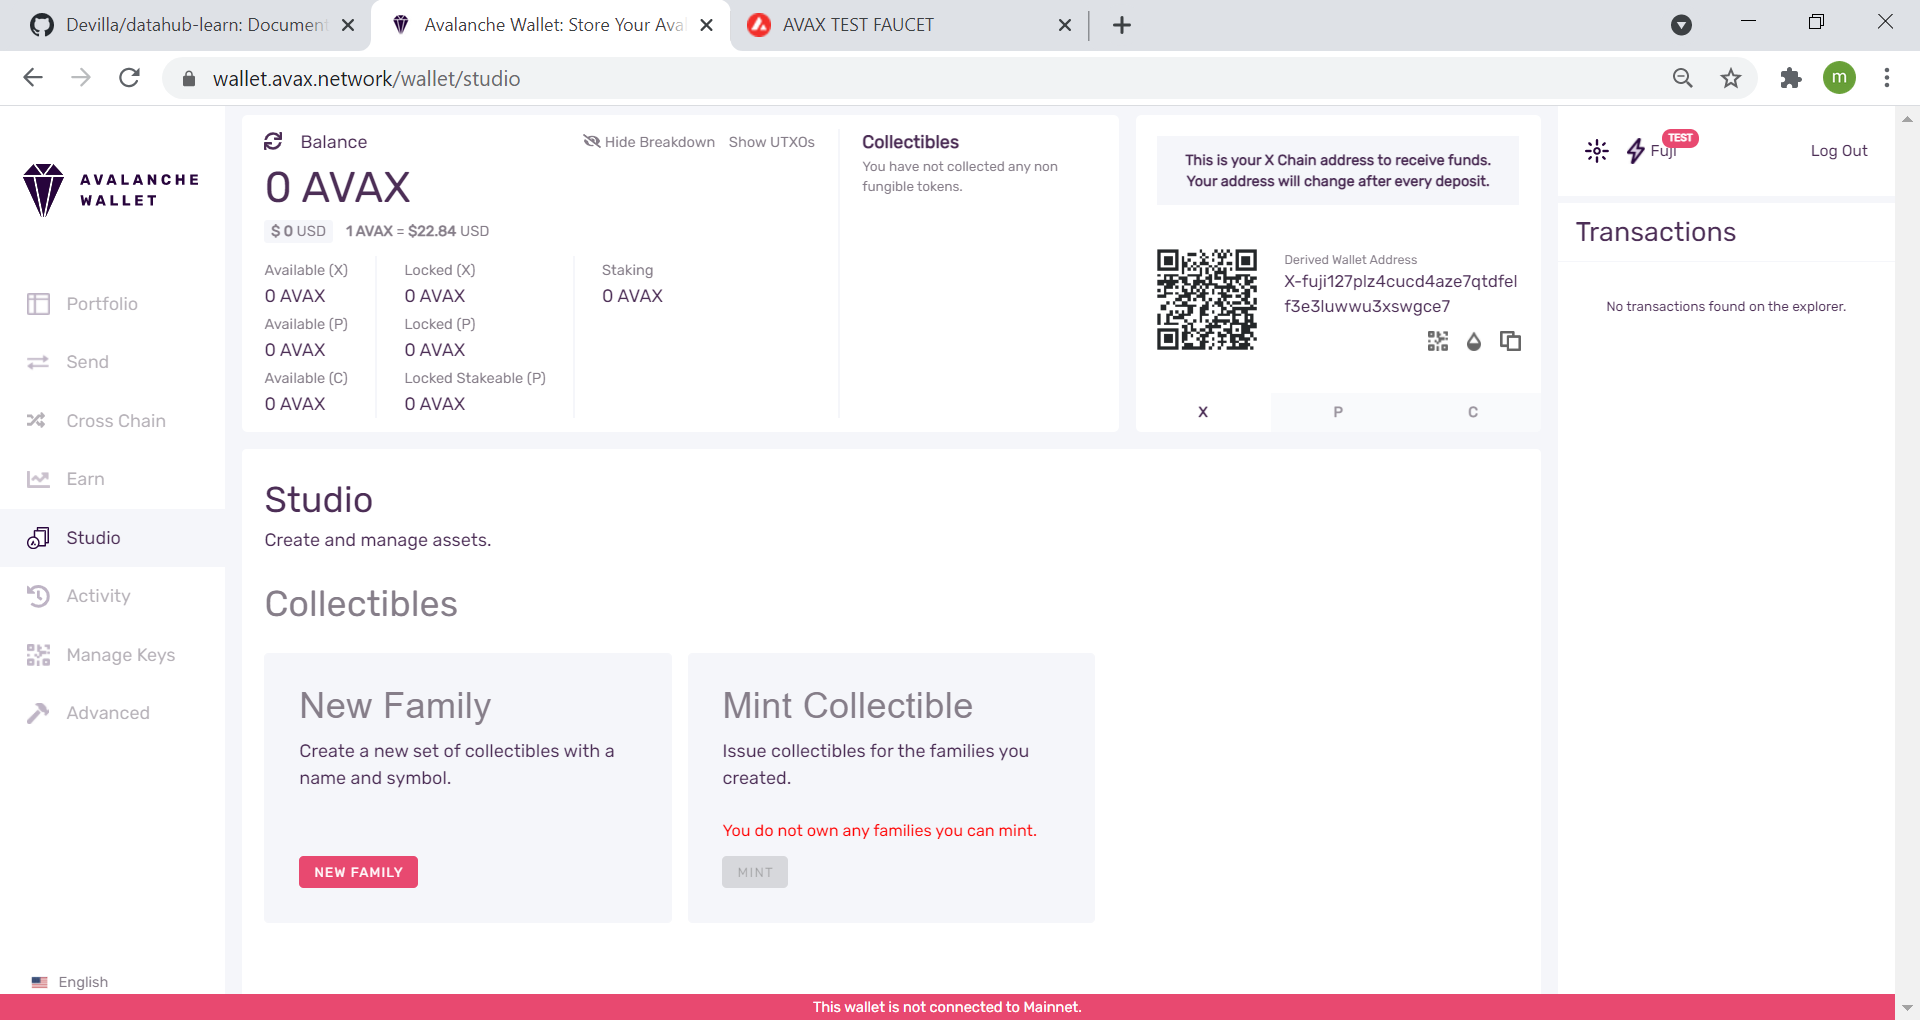 Devilla/datahub-learn: Document
Avalanche Wallet: Store Your Ava
AVAX TEST FAUCET
wallet.avax.network/wallet/studio
m
AVALANCHE
WALLET
Portfolio
Send
Cross Chain
Earn
Studio
Activity
Manage Keys
Advanced
English
Balance
Hide Breakdown
Show UTXOs
0 AVAX
$ 0 USD
1 AVAX = $22.84 USD
Available (X)
0 AVAX
Available (P)
0 AVAX
Available (C)
0 AVAX
Locked (X)
0 AVAX
Locked (P)
0 AVAX
Locked Stakeable (P)
0 AVAX
Staking
0 AVAX
Collectibles
You have not collected any non
fungible tokens.
This is your X Chain address to receive funds.
Your address will change after every deposit.
Derived Wallet Address
X-fuji127plz4cucd4aze7qtdfel
f3e3luwwu3xswgce7
X
P
C
TEST
Fuji
Log Out
Transactions
No transactions found on the explorer.
Studio
Create and manage assets.
Collectibles
New Family
Create a new set of collectibles with a
name and symbol.
NEW FAMILY
Mint Collectible
Issue collectibles for the families you
created.
You do not own any families you can mint.
MINT
This wallet is not connected to Mainnet.